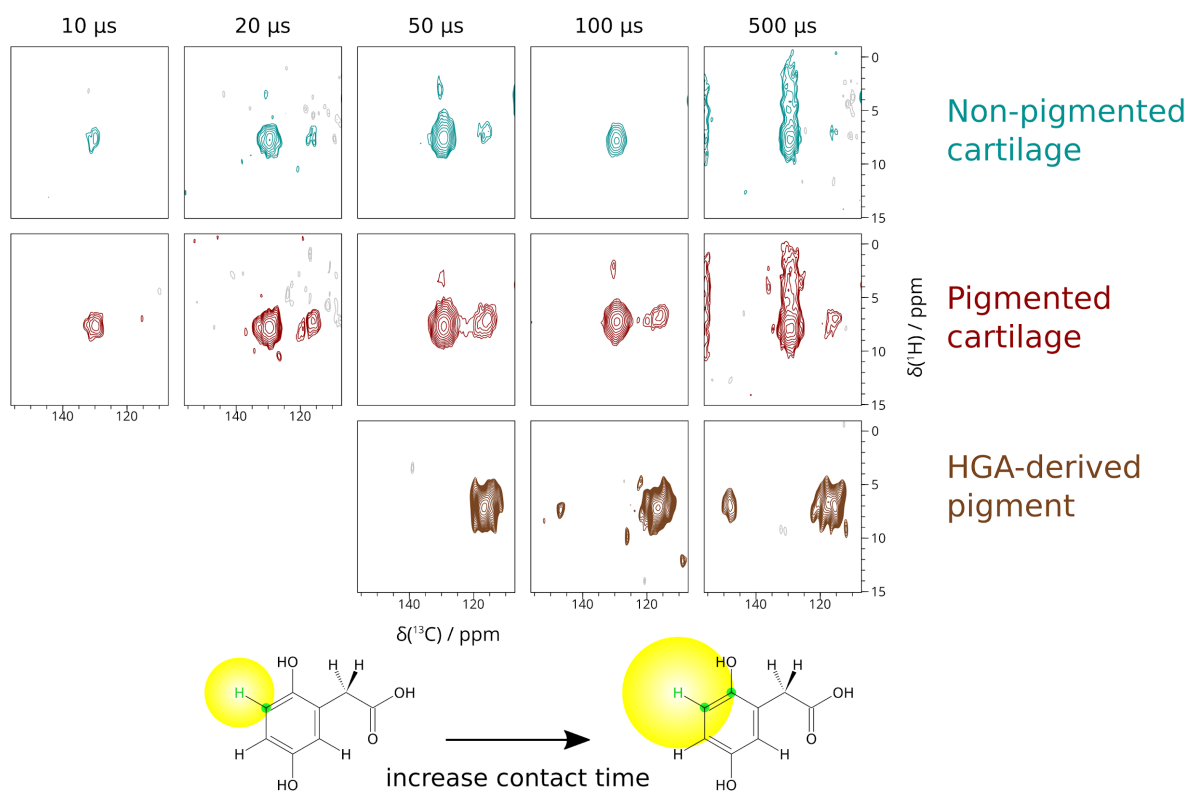 10 µs
20 µs
50 µs
100 µs
500 µs
0
5
10
15
Non-pigmented
cartilage
140
120
140
120
0
5
10
15
δ(¹H) / ppm
Pigmented
cartilage
140
120
140
120
140
120
0
5
10
15
HGA-derived
pigment
δ(¹³C) / ppm
HO
H
H
H
OH
O
H
H
HO
increase contact time
HO
H
H
H
OH
O
H
H
HO